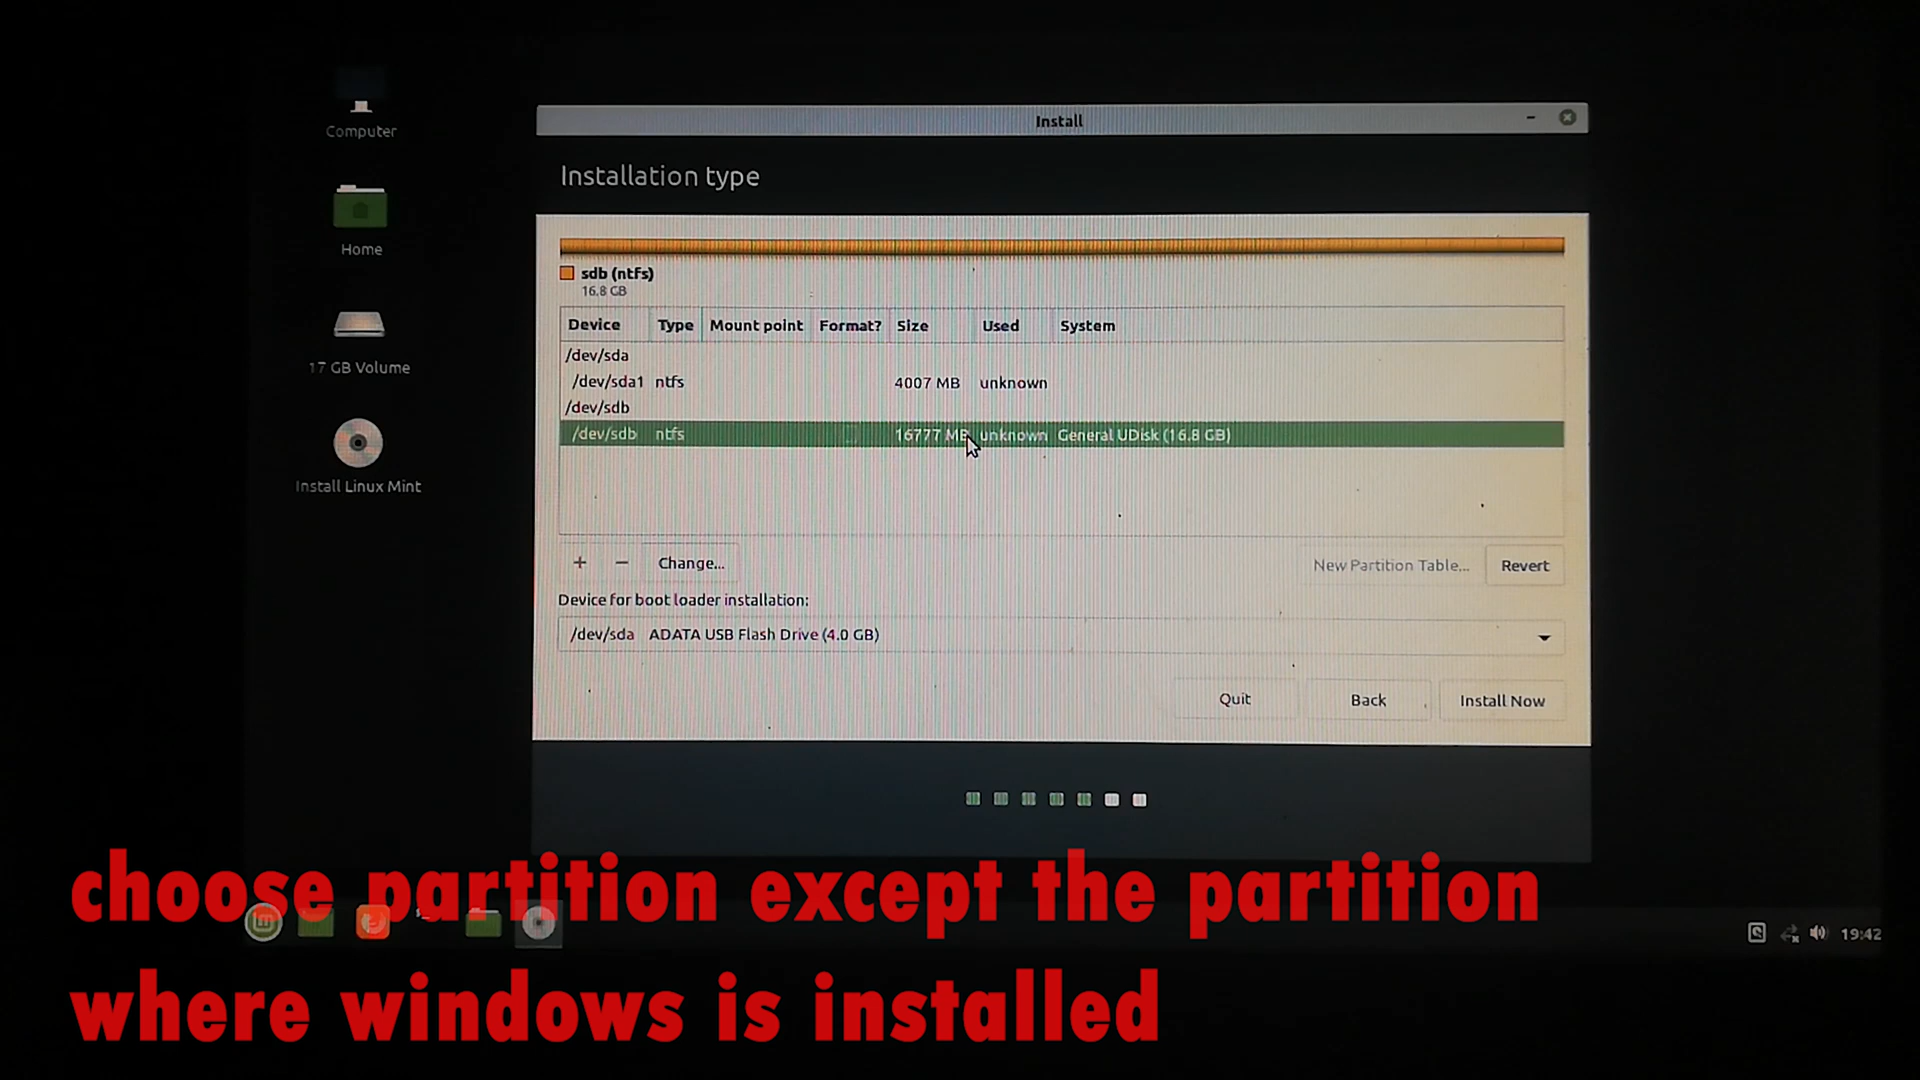 Computer
Home
17 GB Volume
Install Linux Mint
Install
Installation type
sdb (ntfs)
16.8 GB
Device Type Mount point Format? Size Used System
/dev/sda
/dev/sda1 ntfs 4007 MB unknown
/dev/sdb
/dev/sdb ntfs 16777 MB unknown General UDisk (16.8 GB)
+ − Change... New Partition Table... Revert
Device for boot loader installation:
/dev/sda ADATA USB Flash Drive (4.0 GB)
Quit Back Install Now
choose partition except the partition
where windows is installed
19:42